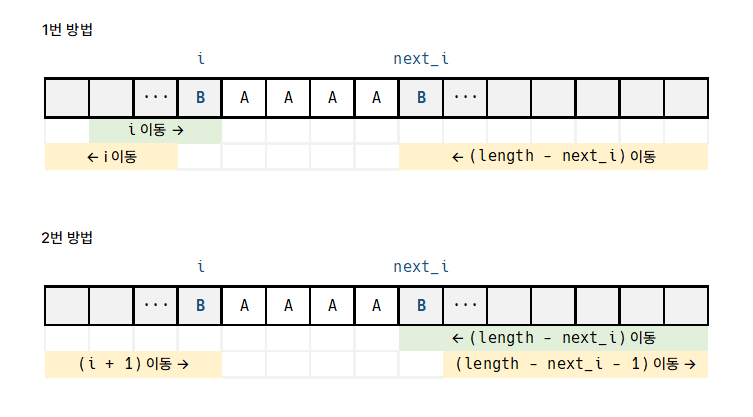 1번 방법
i next_i
... B A A A A B ...
i 이동 →
← i 이동 ← (length - next_i) 이동
2번 방법
i next_i
... B A A A A B ...
← (length - next_i) 이동
(i + 1) 이동 → (length - next_i - 1) 이동 →